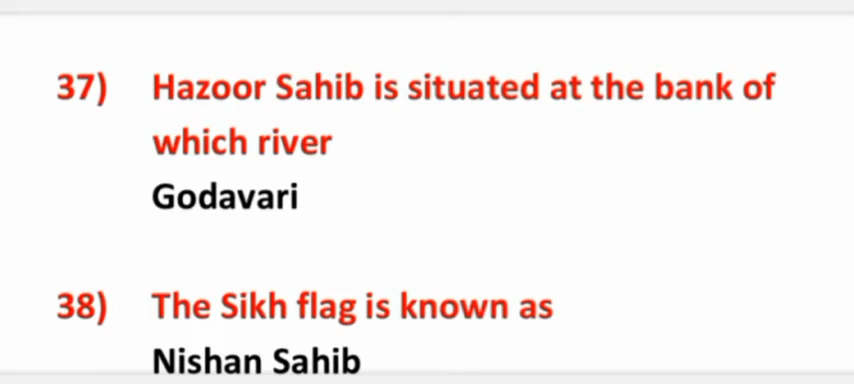 37) Hazoor Sahib is situated at the bank of
which river
Godavari
38) The Sikh flag is known as
Nishan Sahib